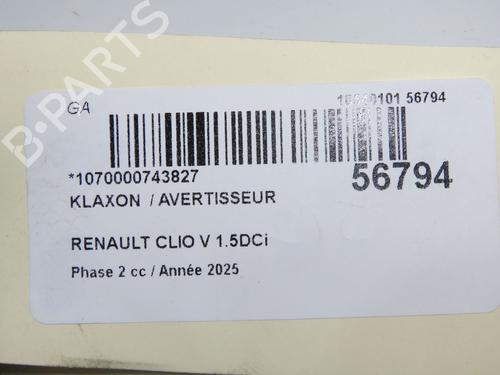 B-PARTS
GA
56794
*1070000743827
56794
KLAXON / AVERTISSEUR
RENAULT CLIO V 1.5DCi
Phase 2 cc / Année 2025